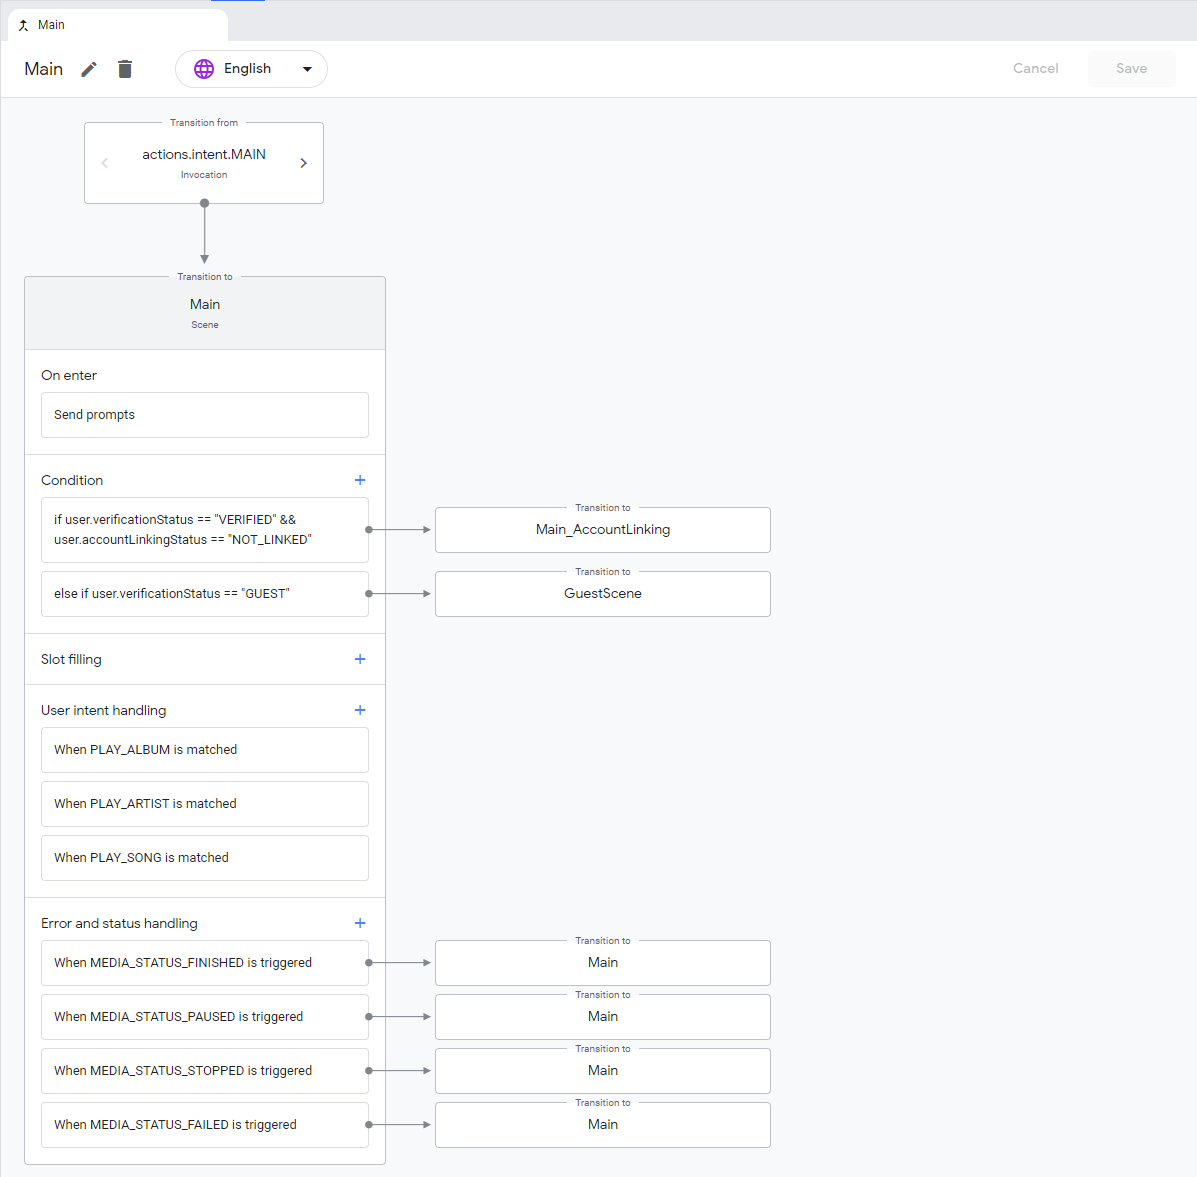 Main
Main
English
Cancel
Save
Transition from
actions.intent.MAIN
Invocation
Transition to
Main
Scene
On enter
Send prompts
Condition
if user.verificationStatus == "VERIFIED" &&
user.accountLinkingStatus == "NOT_LINKED"
Transition to
Main_AccountLinking
else if user.verificationStatus == "GUEST"
Transition to
GuestScene
Slot filling
User intent handling
When PLAY_ALBUM is matched
When PLAY_ARTIST is matched
When PLAY_SONG is matched
Error and status handling
When MEDIA_STATUS_FINISHED is triggered
Transition to
Main
When MEDIA_STATUS_PAUSED is triggered
Transition to
Main
When MEDIA_STATUS_STOPPED is triggered
Transition to
Main
When MEDIA_STATUS_FAILED is triggered
Transition to
Main